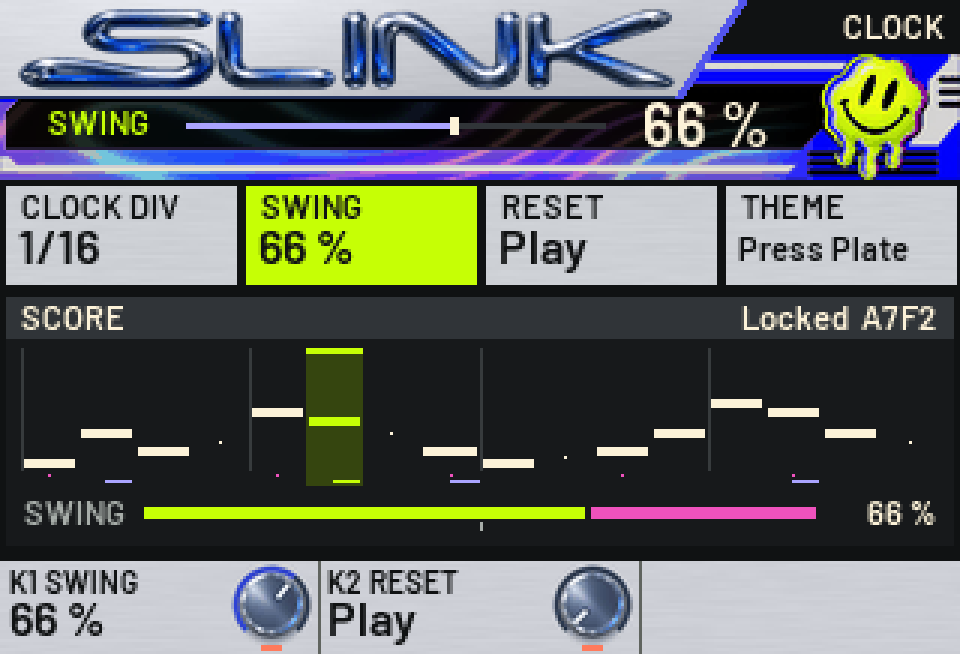 SLINK
CLOCK
SWING 66 %
CLOCK DIV SWING RESET THEME
1/16 66 % Play Press Plate
SCORE Locked A7F2
SWING 66 %
K1 SWING K2 RESET
66 % Play